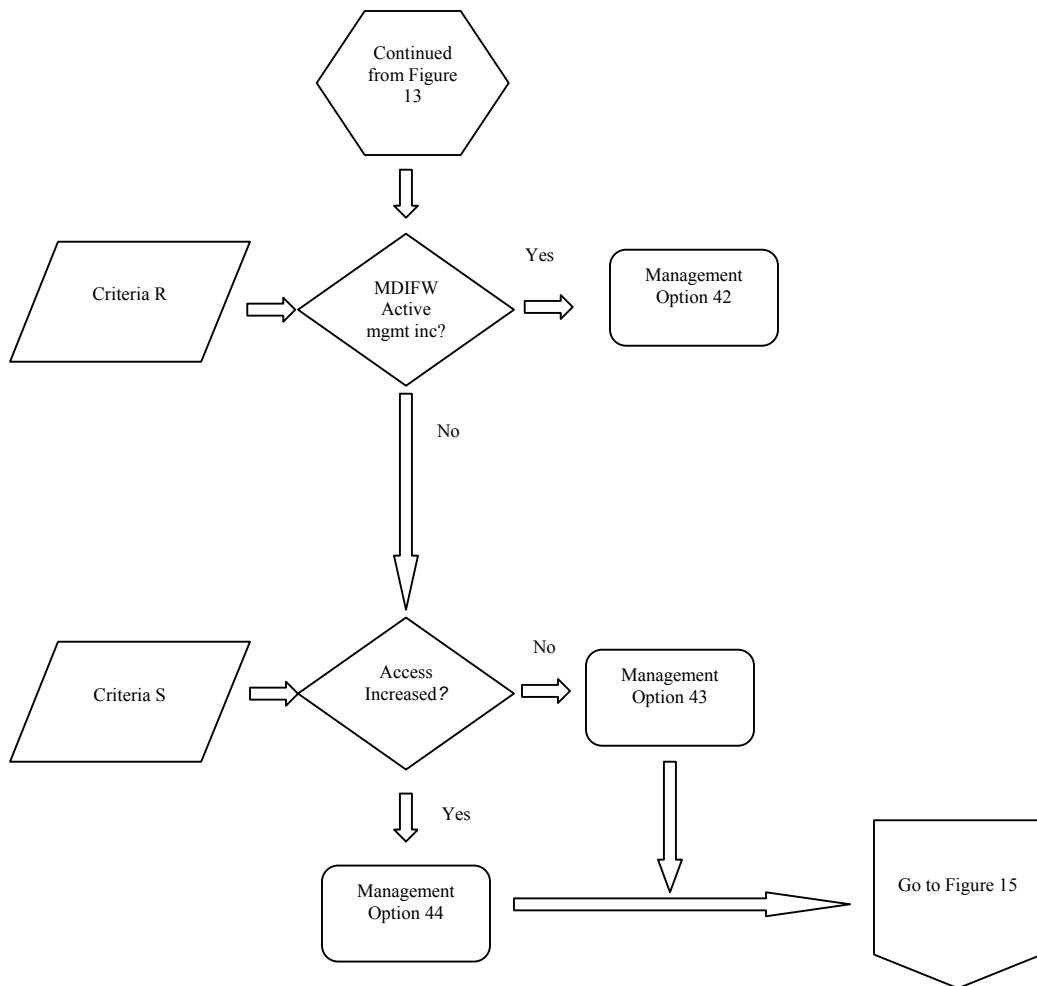 Continued
from Figure
13
Criteria R
MDIFW
Active
mgmt inc?
Yes
Management
Option 42
No
Criteria S
Access
Increased?
No
Management
Option 43
Yes
Management
Option 44
Go to Figure 15